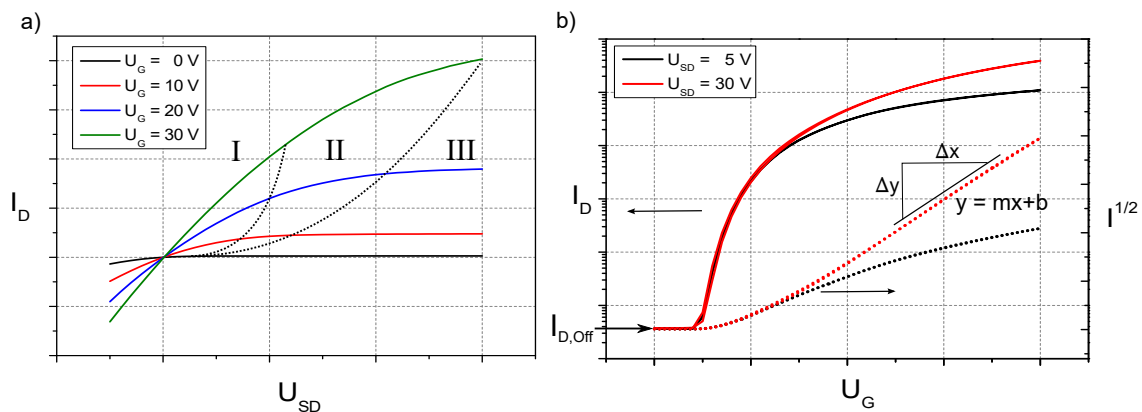 a)
U_G = 0 V
U_G = 10 V
U_G = 20 V
U_G = 30 V
I
II
III
I_D
U_SD
b)
U_SD = 5 V
U_SD = 30 V
Δx
Δy
y = mx+b
I_D
I^1/2
I_D,Off
U_G